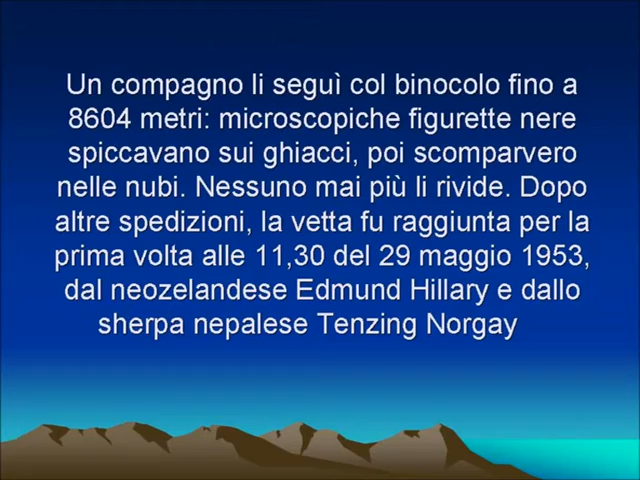 Un compagno li seguì col binocolo fino a
8604 metri: microscopiche figurette nere
spiccavano sui ghiacci, poi scomparvero
nelle nubi. Nessuno mai più li rivide. Dopo
altre spedizioni, la vetta fu raggiunta per la
prima volta alle 11,30 del 29 maggio 1953,
dal neozelandese Edmund Hillary e dallo
sherpa nepalese Tenzing Norgay